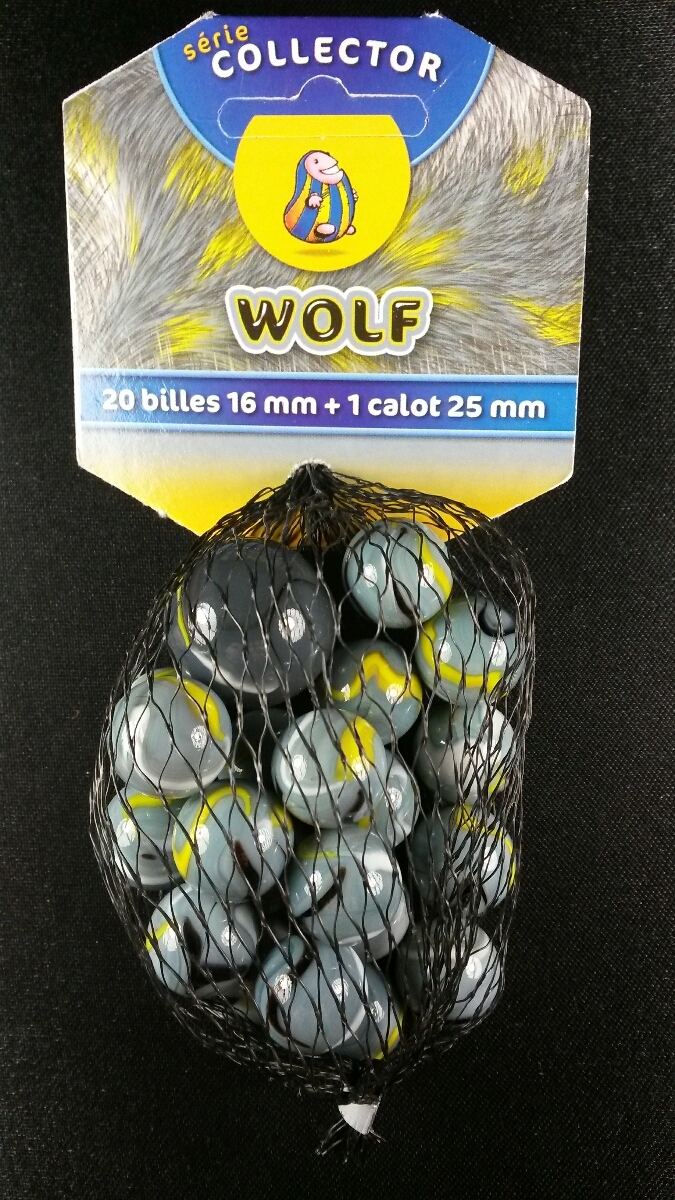 série
COLLECTOR
WOLF
20 billes 16 mm + 1 calot 25 mm